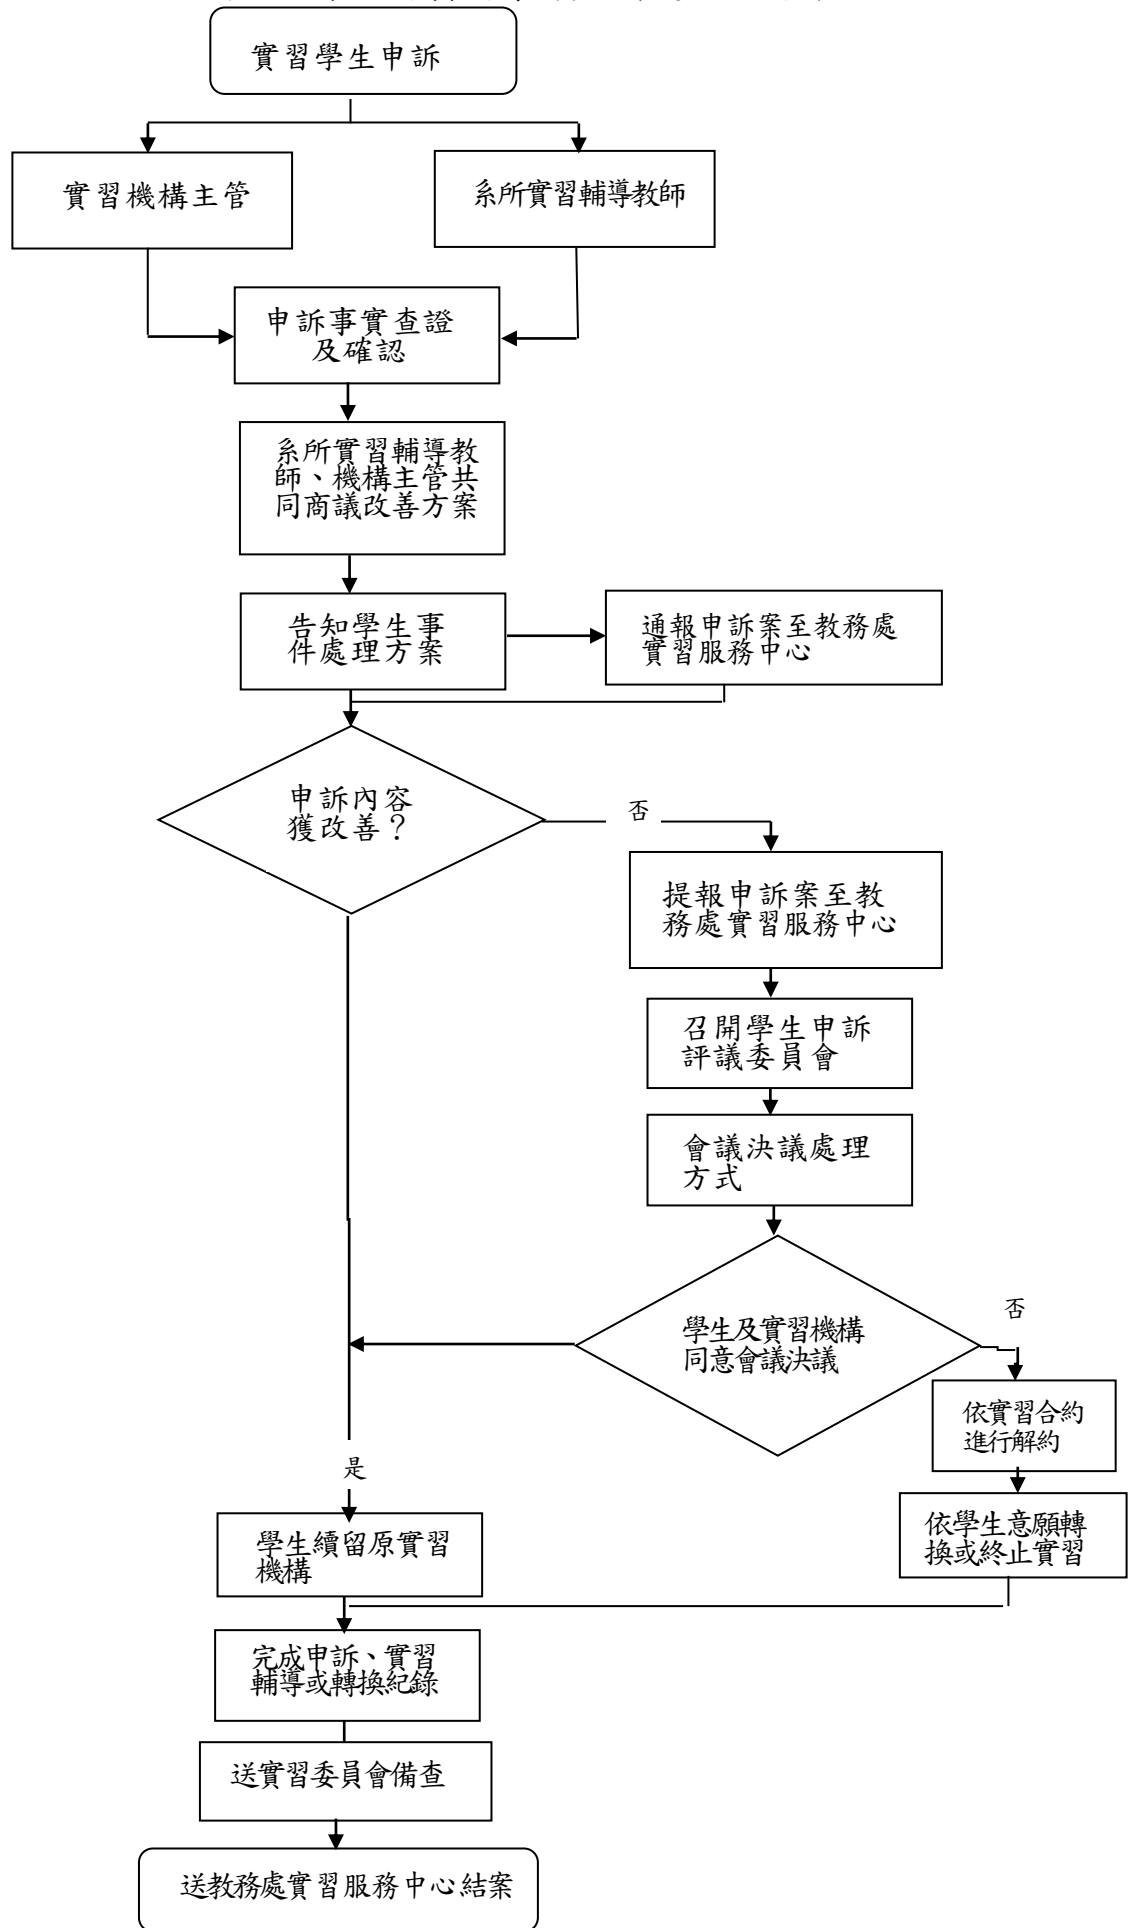 實習學生申訴
實習機構主管
系所實習輔導教師
申訴事實查證
及確認
系所實習輔導教
師、機構主管共
同商議改善方案
告知學生事
件處理方案
通報申訴案至教務處
實習服務中心
申訴內容
獲改善？
否
提報申訴案至教
務處實習服務中心
召開學生申訴
評議委員會
會議決議處理
方式
學生及實習機構
同意會議決議
否
依實習合約
進行解約
是
依學生意願轉
換或終止實習
學生續留原實習
機構
完成申訴、實習
輔導或轉換紀錄
送實習委員會備查
送教務處實習服務中心結案